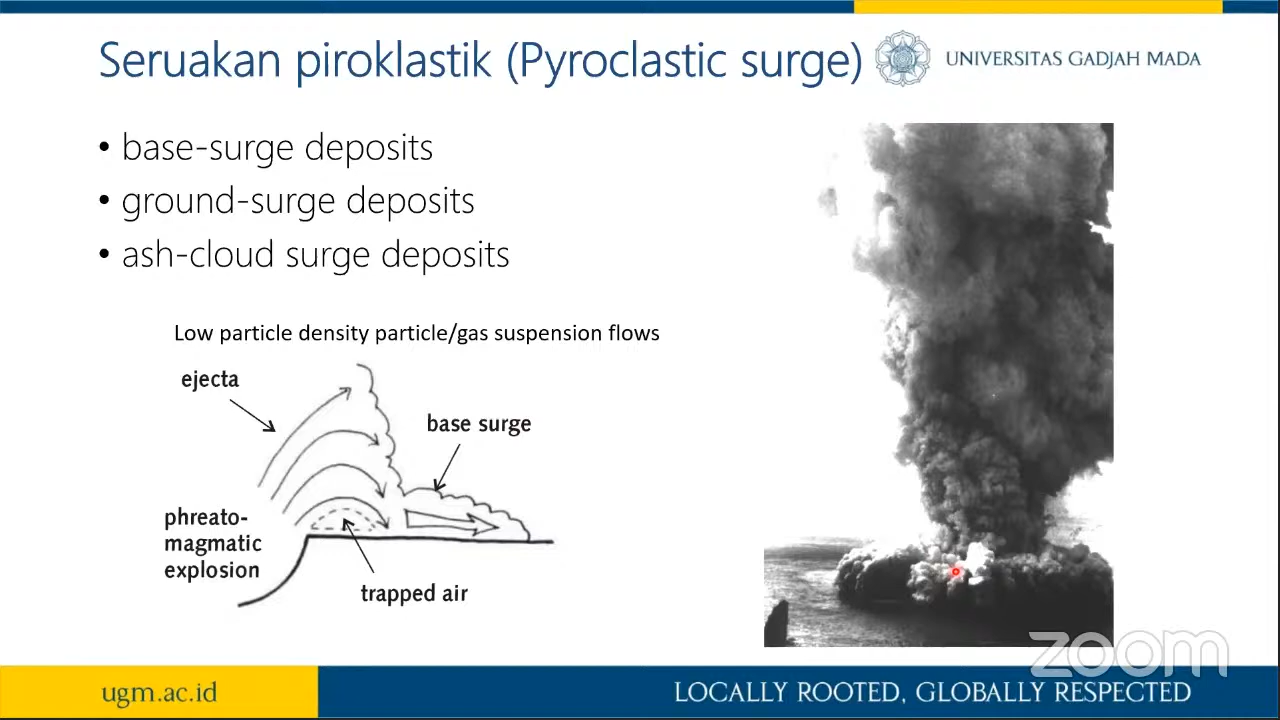 Seruakan piroklastik (Pyroclastic surge)
UNIVERSITAS GADJAH MADA
• base-surge deposits
• ground-surge deposits
• ash-cloud surge deposits
Low particle density particle/gas suspension flows
ejecta
base surge
phreato-
magmatic
explosion
trapped air
zoom
ugm.ac.id
LOCALLY ROOTED, GLOBALLY RESPECTED